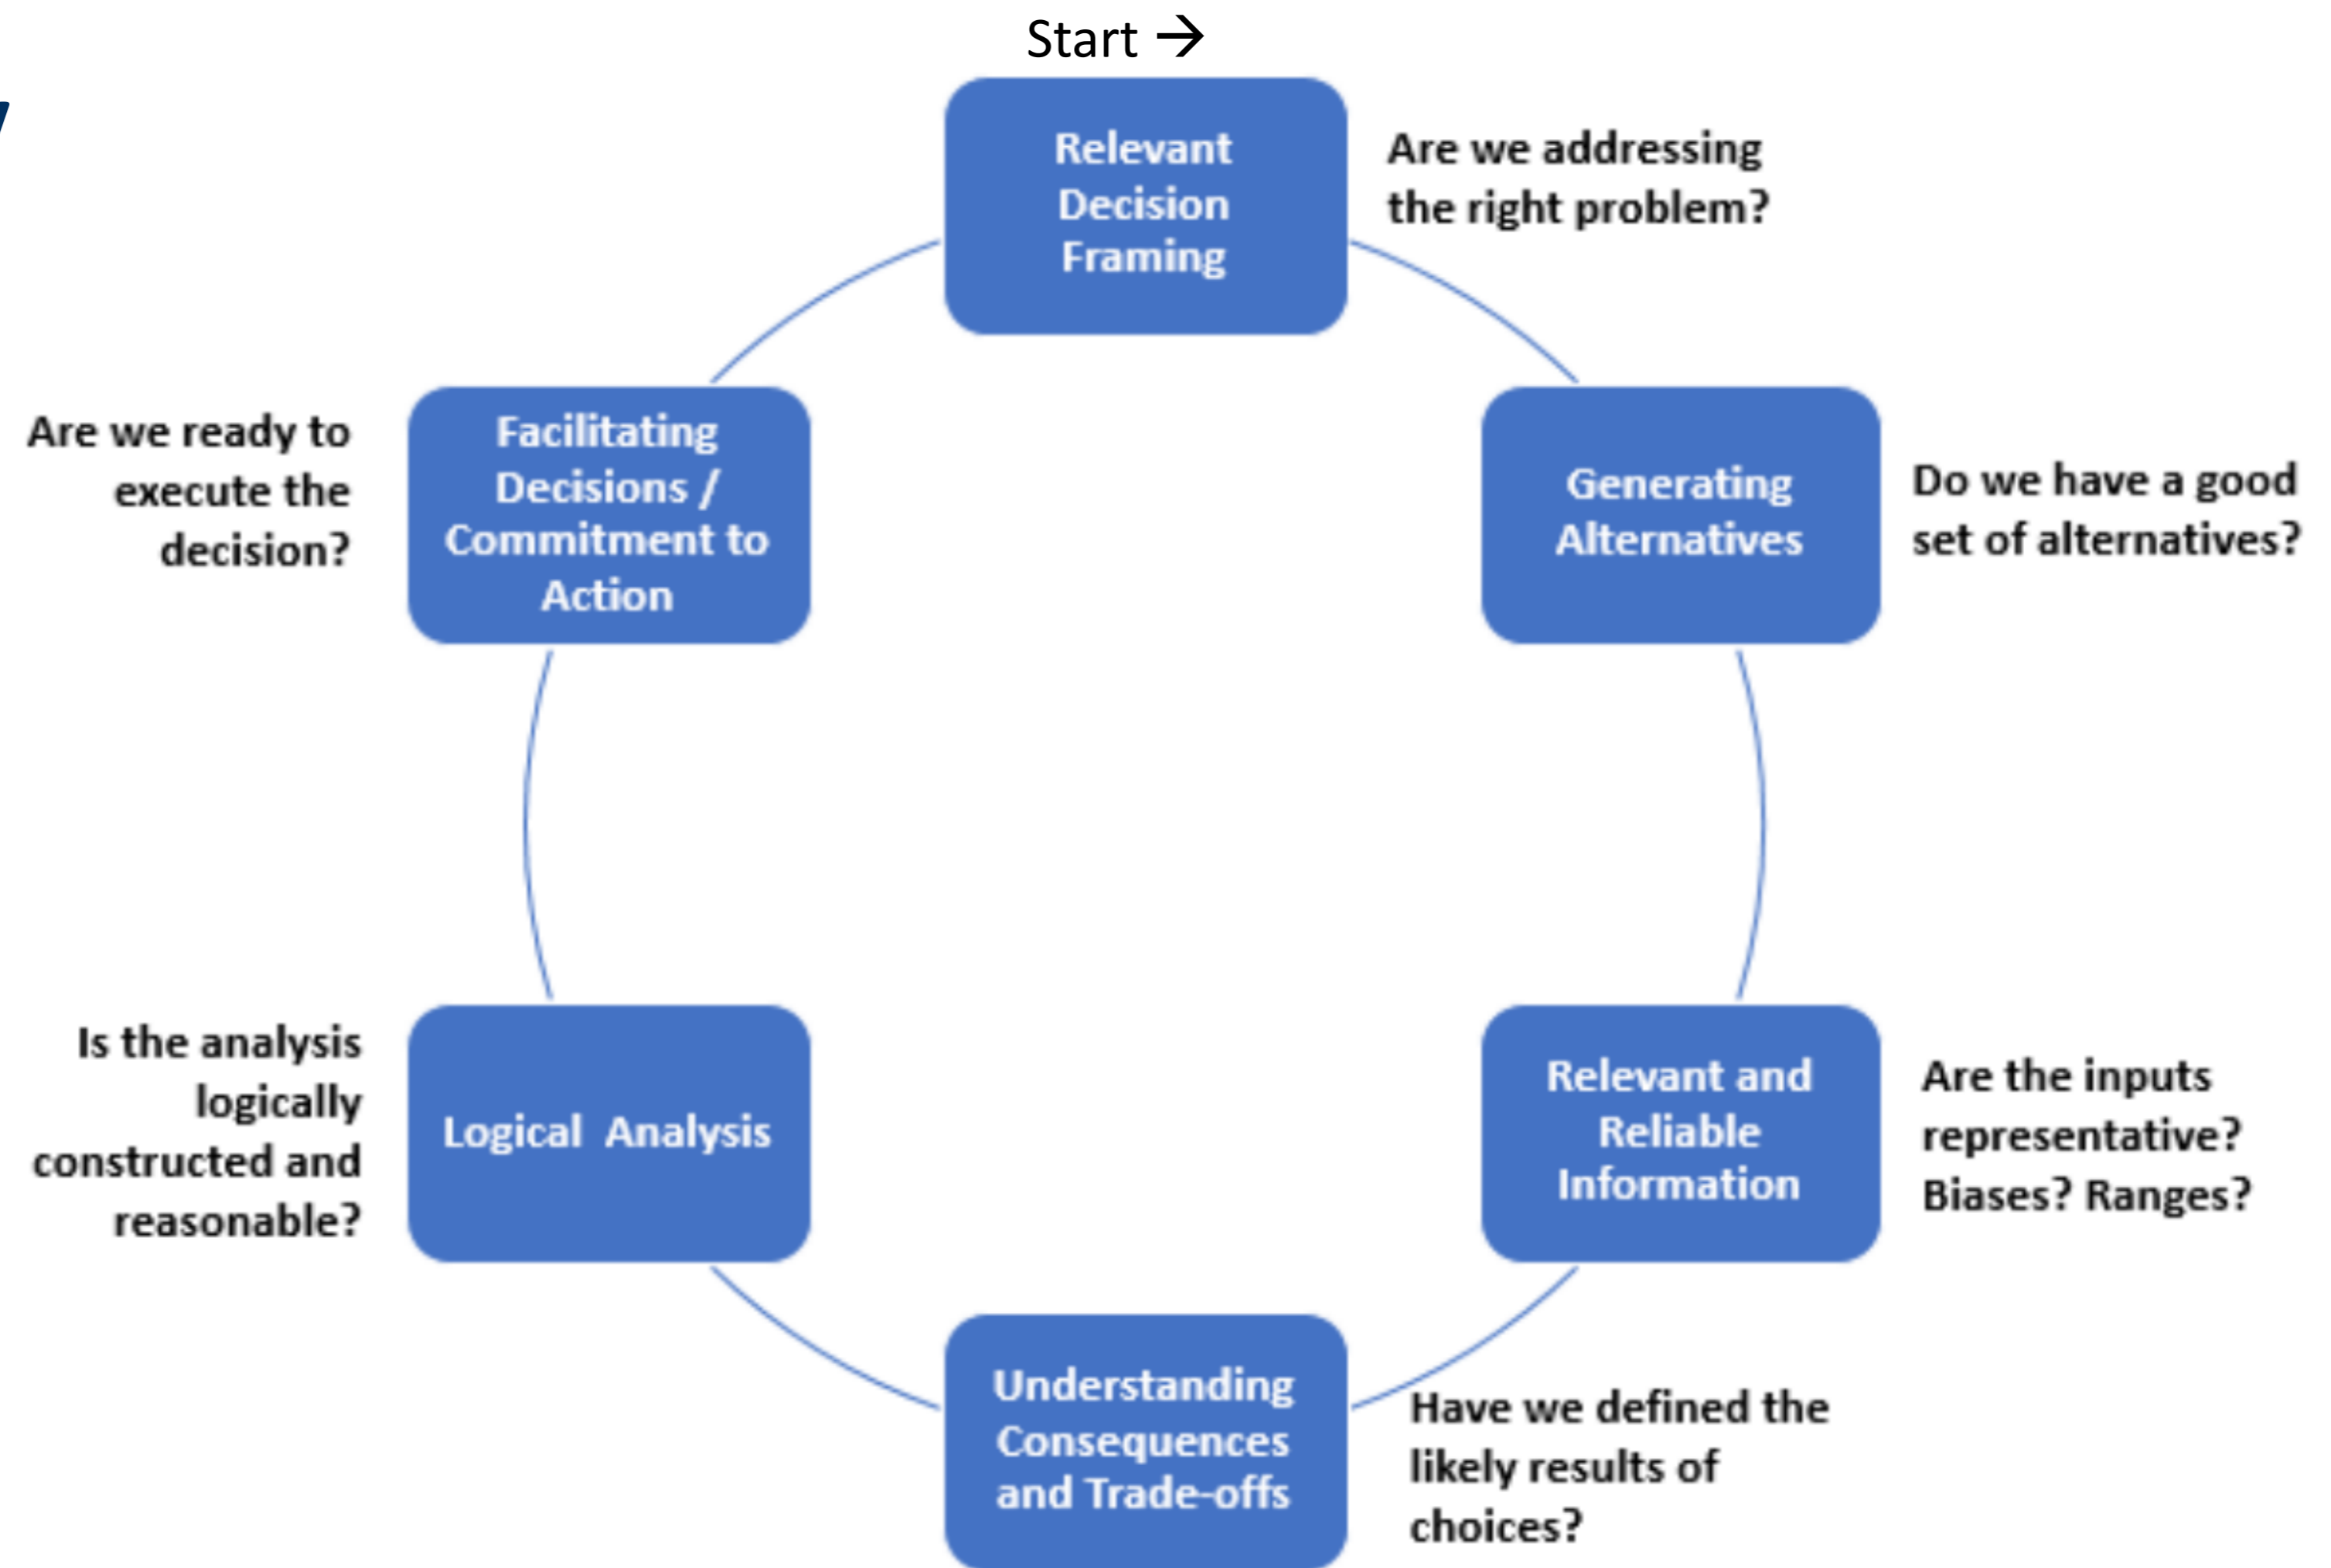 Start →
Relevant
Decision
Framing
Are we addressing
the right problem?
Generating
Alternatives
Do we have a good
set of alternatives?
Relevant and
Reliable
Information
Are the inputs
representative?
Biases? Ranges?
Understanding
Consequences
and Trade-offs
Have we defined the
likely results of
choices?
Logical  Analysis
Is the analysis
logically
constructed and
reasonable?
Facilitating
Decisions /
Commitment to
Action
Are we ready to
execute the
decision?